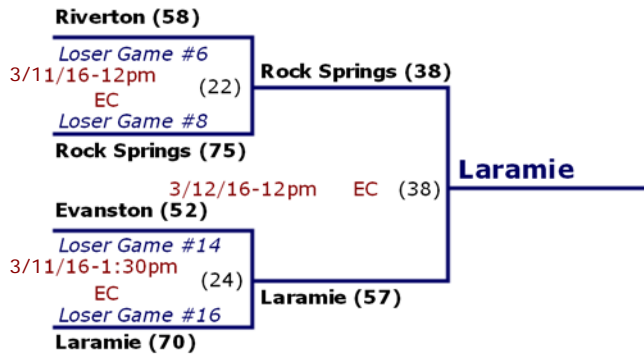 Riverton (58)
Loser Game #6
3/11/16-12pm
(22)
EC
Loser Game #8
Rock Springs (75)
Rock Springs (38)
3/12/16-12pm EC (38)
Laramie
Evanston (52)
Loser Game #14
3/11/16-1:30pm
(24)
EC
Loser Game #16
Laramie (70)
Laramie (57)